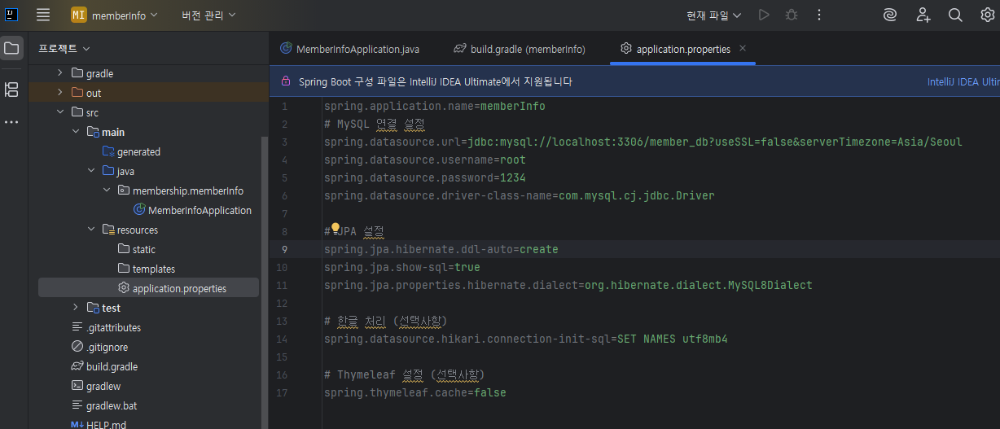 MI memberInfo 버전 관리 현재 파일
프로젝트
MemberInfoApplication.java build.gradle (memberInfo) application.properties
Spring Boot 구성 파일은 IntelliJ IDEA Ultimate에서 지원됩니다 IntelliJ IDEA Ulti
gradle
out
src
main
generated
java
membership.memberInfo
MemberInfoApplication
resources
static
templates
application.properties
test
.gitattributes
.gitignore
build.gradle
gradlew
gradlew.bat
HELP.md
1 spring.application.name=memberInfo
2 # MySQL 연결 설정
3 spring.datasource.url=jdbc:mysql://localhost:3306/member_db?useSSL=false&serverTimezone=Asia/Seoul
4 spring.datasource.username=root
5 spring.datasource.password=1234
6 spring.datasource.driver-class-name=com.mysql.cj.jdbc.Driver
7
8 # JPA 설정
9 spring.jpa.hibernate.ddl-auto=create
10 spring.jpa.show-sql=true
11 spring.jpa.properties.hibernate.dialect=org.hibernate.dialect.MySQL8Dialect
12
13 # 한글 처리 (선택사항)
14 spring.datasource.hikari.connection-init-sql=SET NAMES utf8mb4
15
16 # Thymeleaf 설정 (선택사항)
17 spring.thymeleaf.cache=false